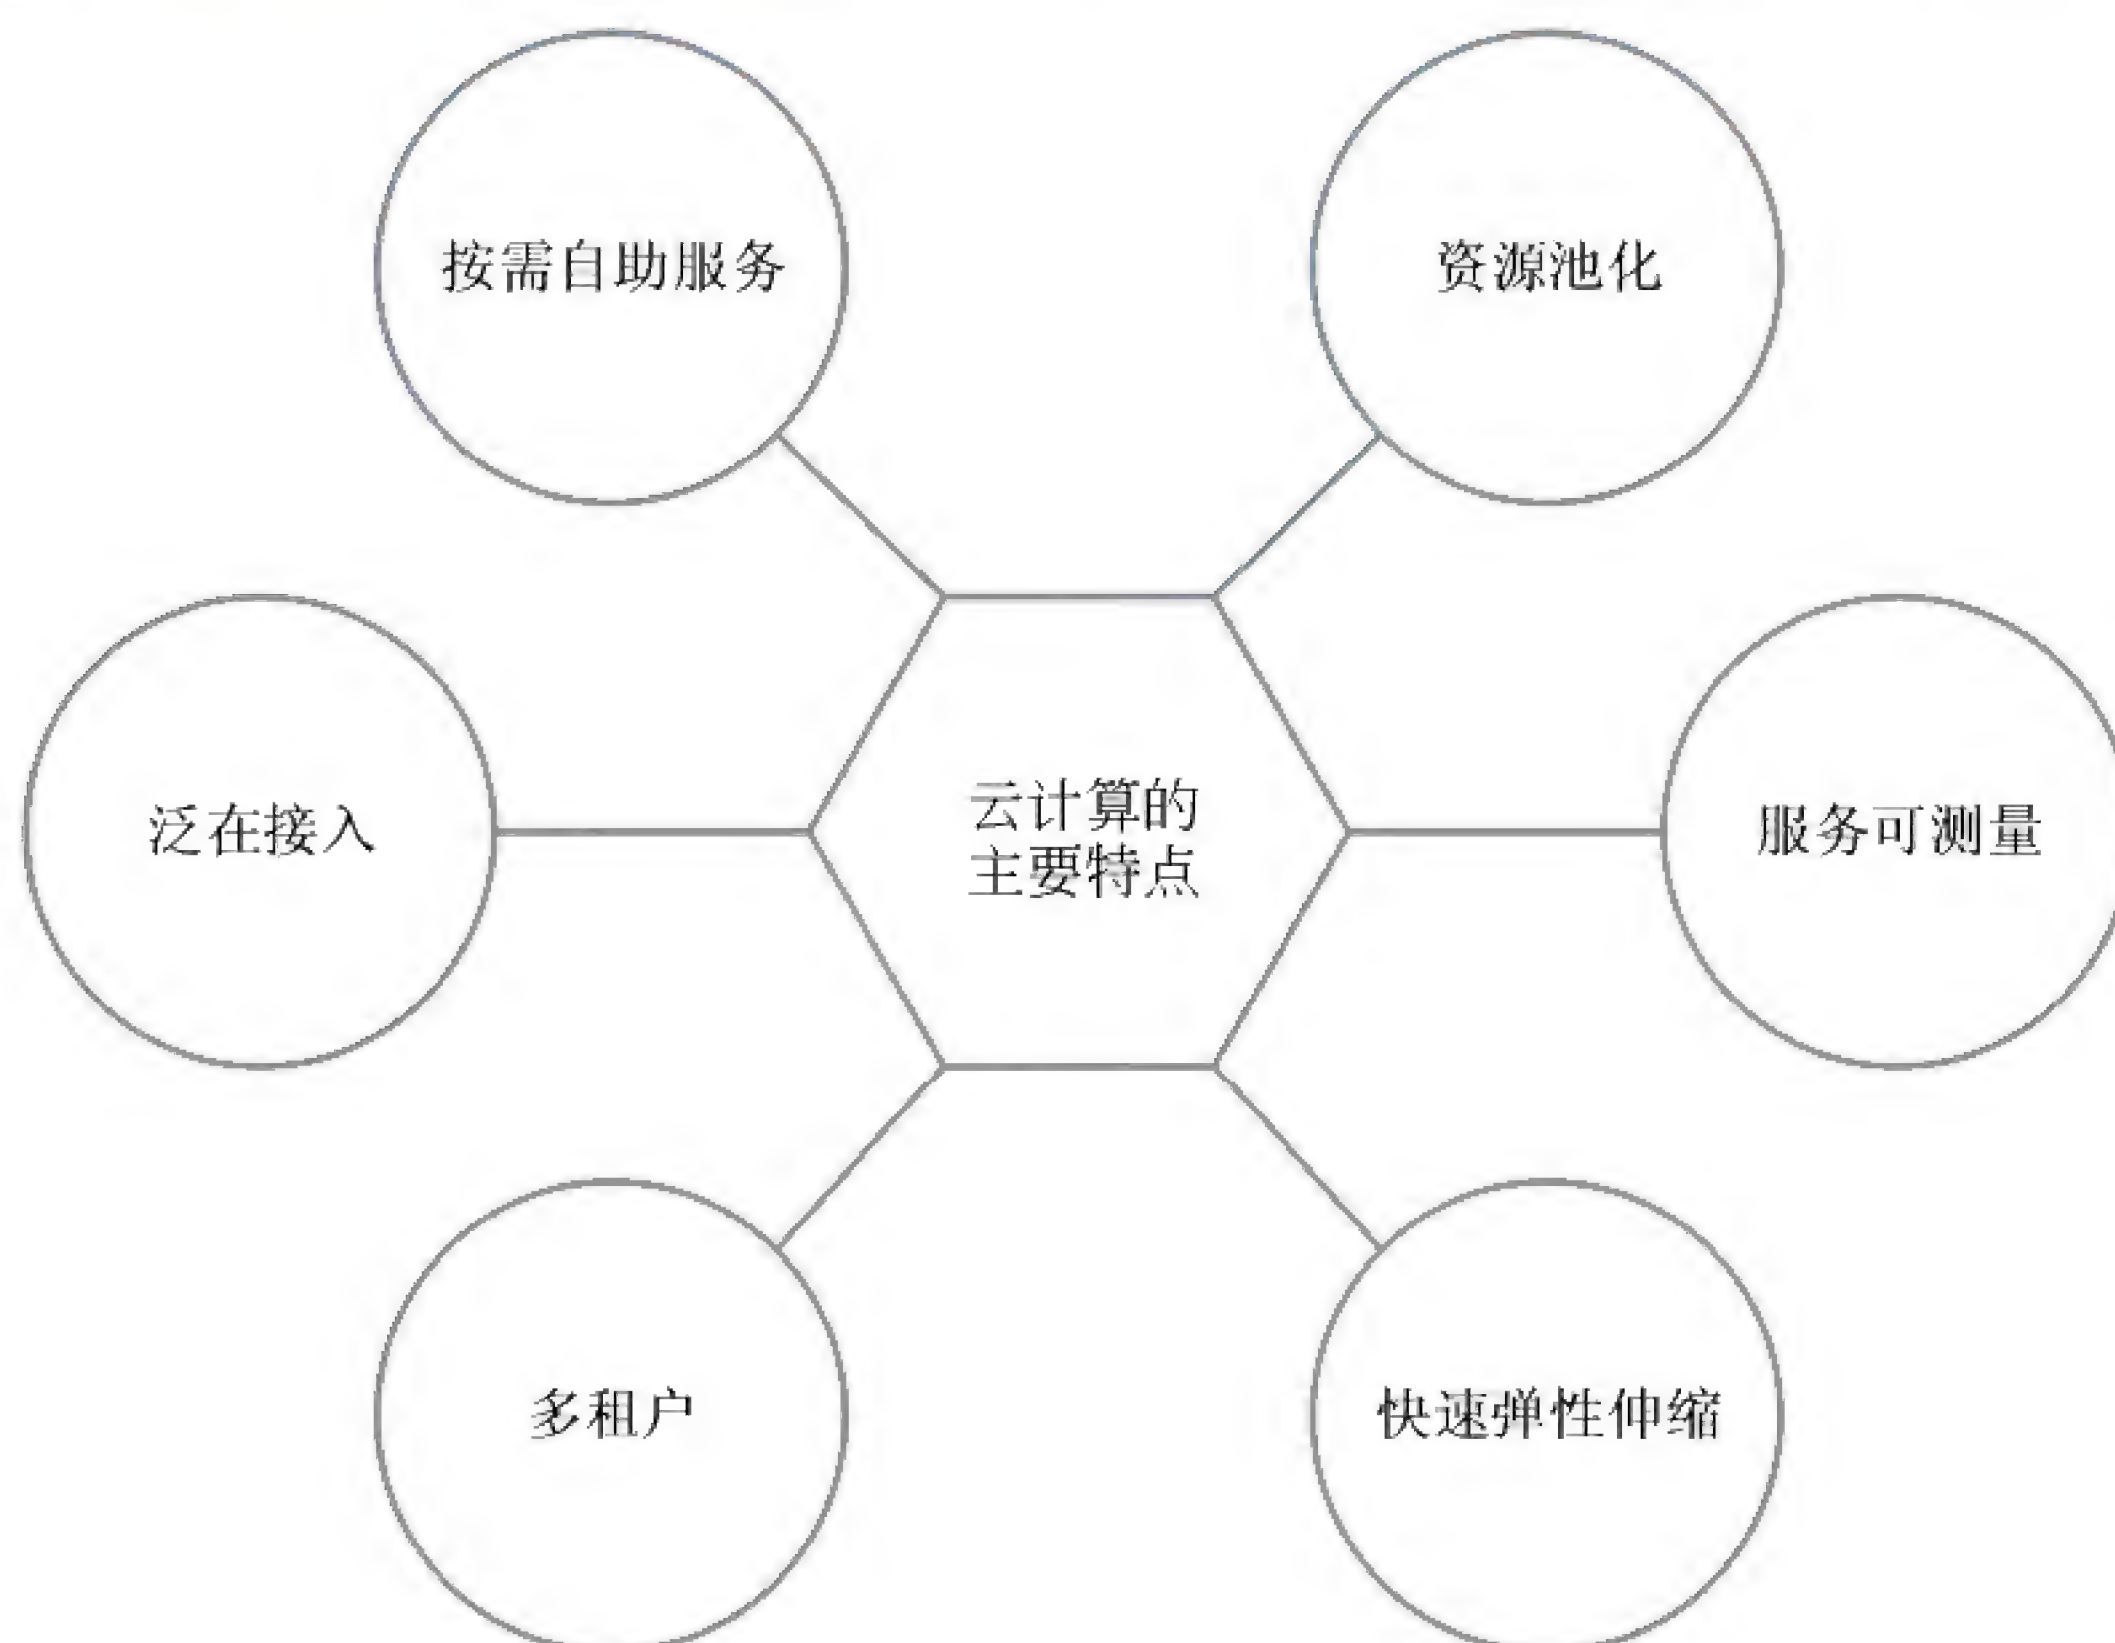 按需自助服务
资源池化
泛在接入
云计算的
主要特点
服务可测量
多租户
快速弹性伸缩